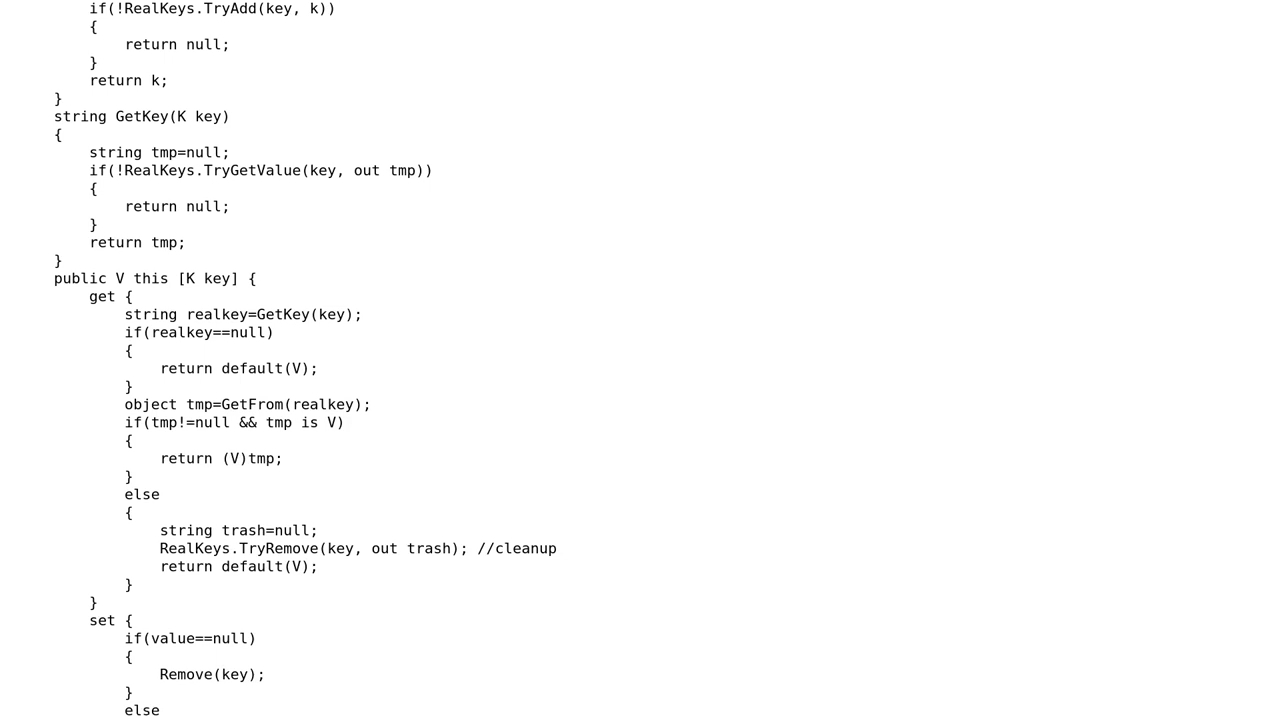 if(!RealKeys.TryAdd(key, k))
{
return null;
}
return k;
}
string GetKey(K key)
{
string tmp=null;
if(!RealKeys.TryGetValue(key, out tmp))
{
return null;
}
return tmp;
}
public V this [K key] {
get {
string realkey=GetKey(key);
if(realkey==null)
{
return default(V);
}
object tmp=GetFrom(realkey);
if(tmp!=null && tmp is V)
{
return (V)tmp;
}
else
{
string trash=null;
RealKeys.TryRemove(key, out trash); //cleanup
return default(V);
}
}
set {
if(value==null)
{
Remove(key);
}
else